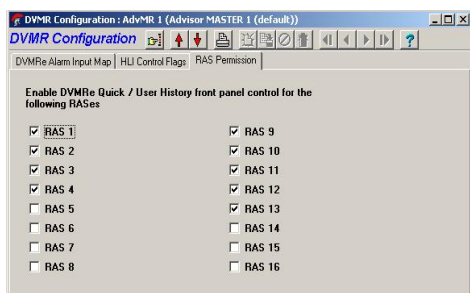 DVMR Configuration : AdvMR 1 (Advisor MASTER 1 (default))
DVMR Configuration
DVMRe Alarm Input Map HLI Control Flags RAS Permission
Enable DVMRe Quick / User History front panel control for the
following RASes
RAS 1
RAS 2
RAS 3
RAS 4
RAS 5
RAS 6
RAS 7
RAS 8
RAS 9
RAS 10
RAS 11
RAS 12
RAS 13
RAS 14
RAS 15
RAS 16